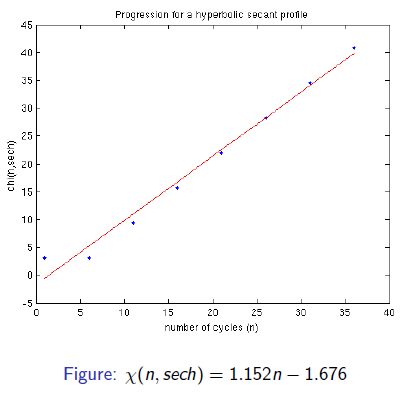 Progression for a hyperbolic secant profile
45
40
35
30
25
20
15
10
5
0
-5
chi(n,sech)
0 5 10 15 20 25 30 35 40
number of cycles (n)
Figure: χ(n, sech) = 1.152n − 1.676